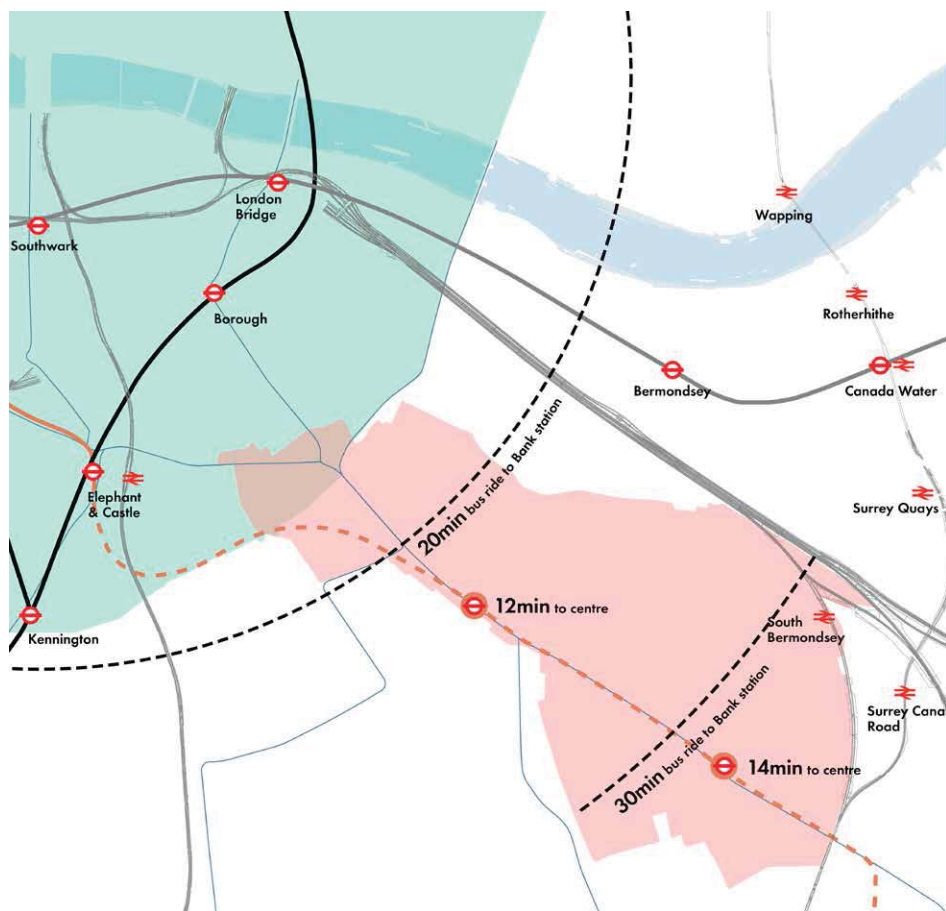 London
Bridge
Wapping
Southwark
Rotherhithe
Borough
Bermondsey
Canada Water
20min bus ride to Bank station
Elephant
& Castle
Surrey Quays
12min to centre
Kennington
South
Bermondsey
30min bus ride to Bank station
Surrey Cana
Road
14min to centre